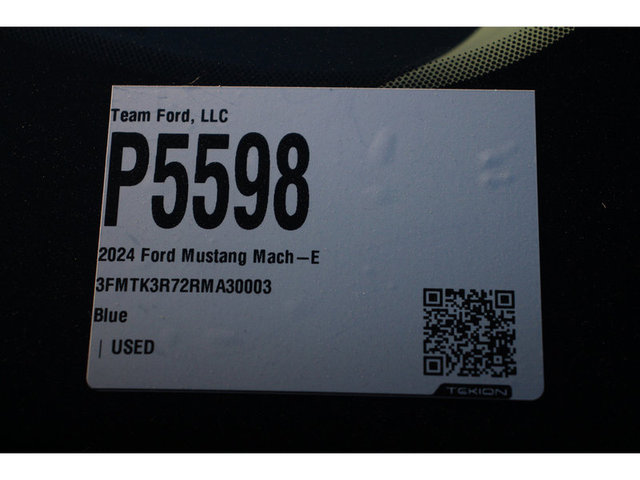 Team Ford, LLC
P5598
2024 Ford Mustang Mach-E
3FMTK3R72RMA30003
Blue
| USED
TEKION